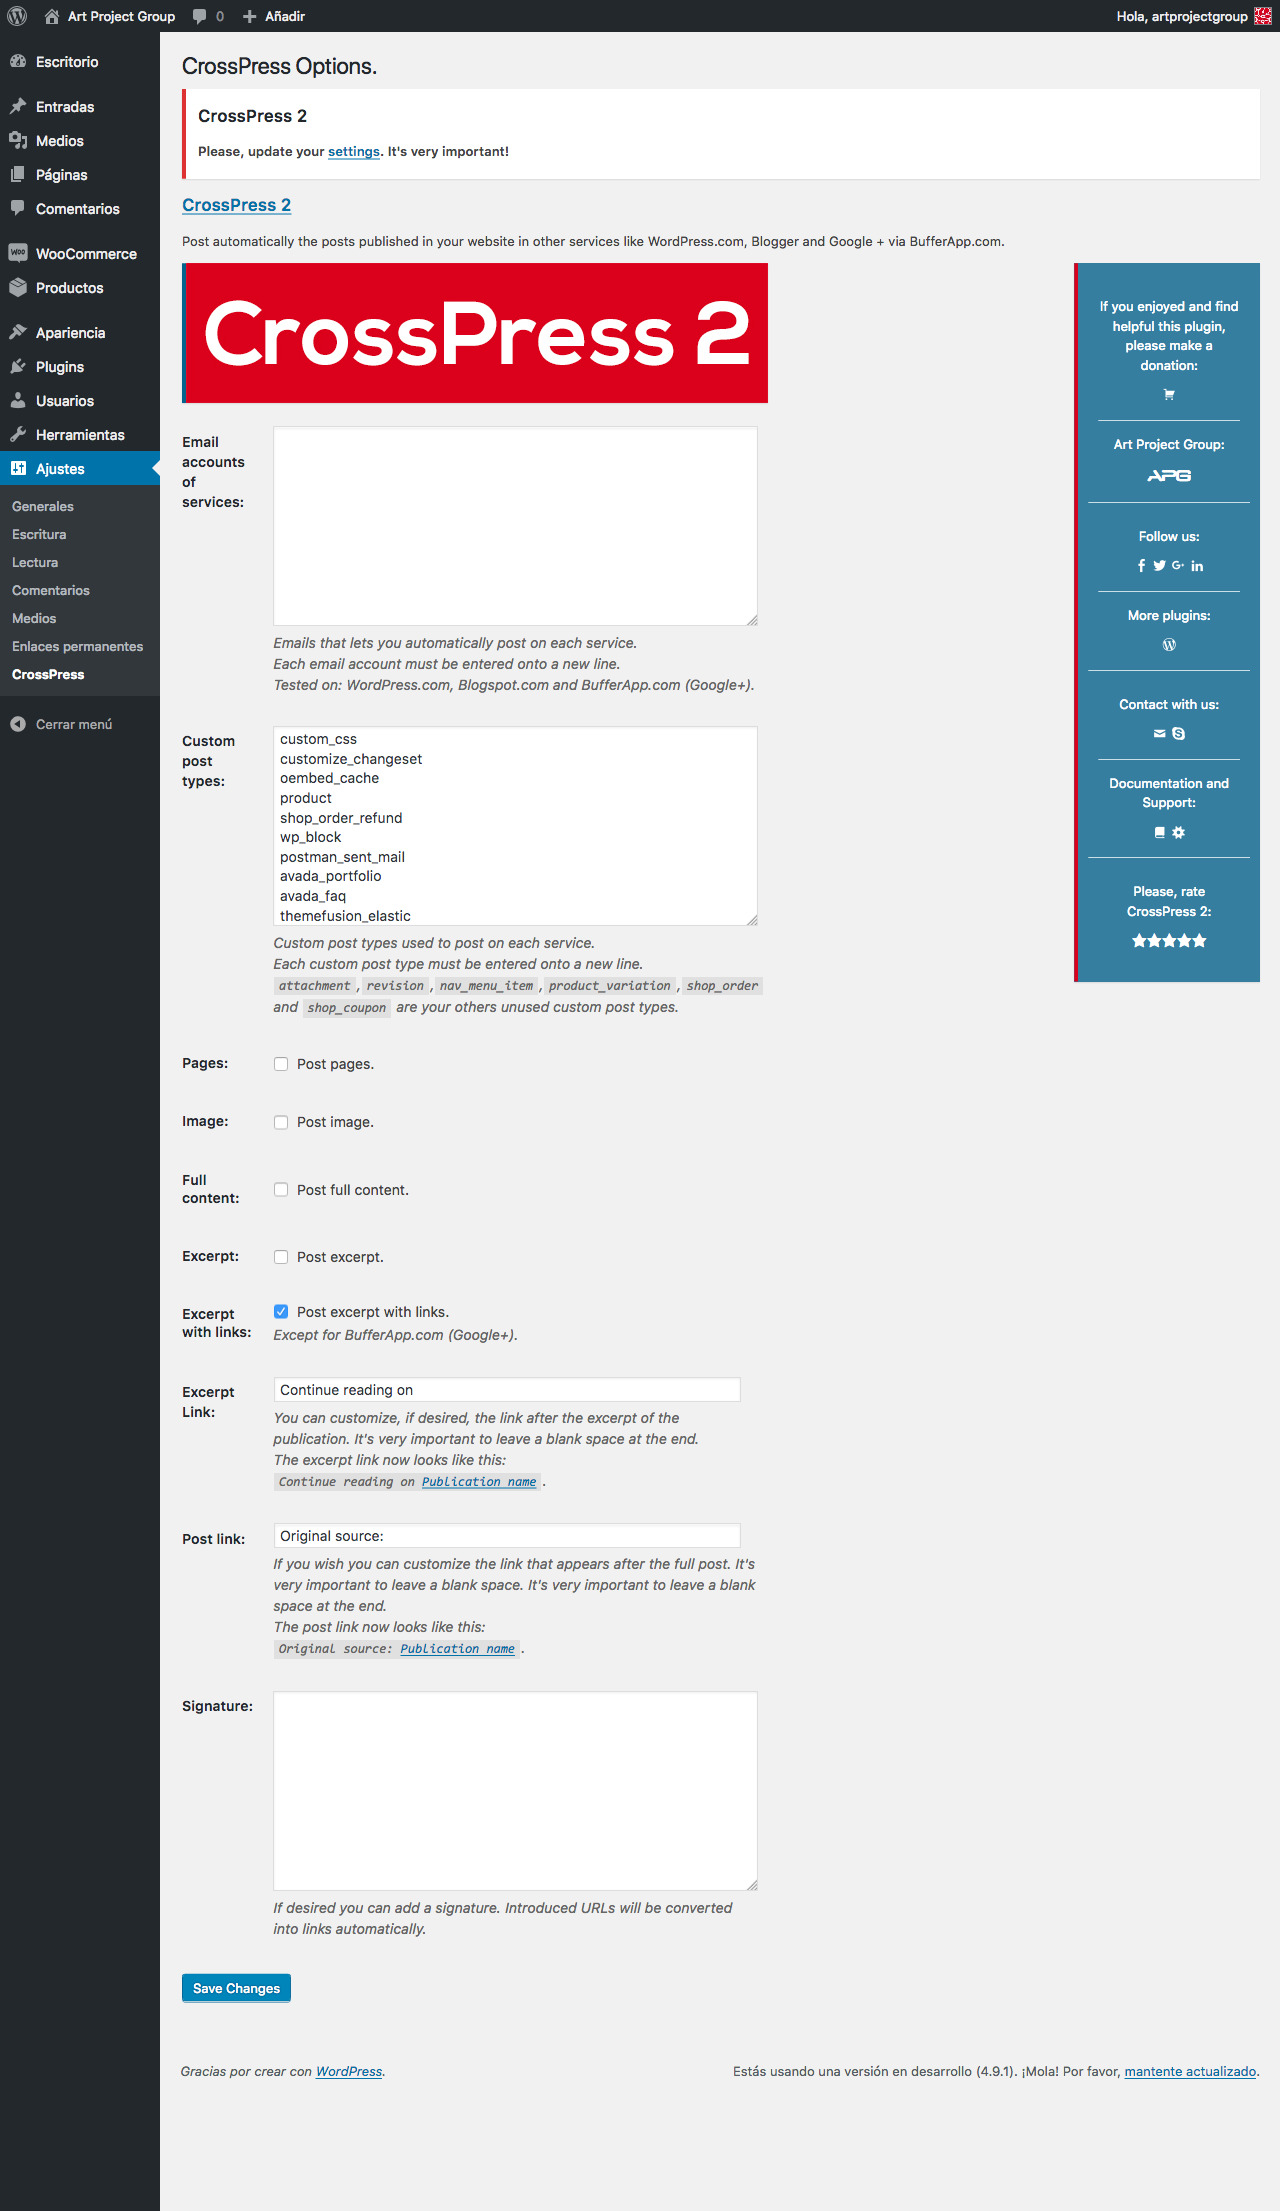 Art Project Group
0
Añadir
Hola, artprojectgroup
Escritorio
Entradas
Medios
Páginas
Comentarios
WooCommerce
Productos
Apariencia
Plugins
Usuarios
Herramientas
Ajustes
Generales
Escritura
Lectura
Comentarios
Medios
Enlaces permanentes
CrossPress
Cerrar menú
CrossPress Options.
CrossPress 2
Please, update your settings. It's very important!
CrossPress 2
Post automatically the posts published in your website in other services like WordPress.com, Blogger and Google + via BufferApp.com.
CrossPress 2
Email
accounts
of
services:
Emails that lets you automatically post on each service.
Each email account must be entered onto a new line.
Tested on: WordPress.com, Blogspot.com and BufferApp.com (Google+).
Custom
post
types:
custom_css
customize_changeset
oembed_cache
product
shop_order_refund
wp_block
postman_sent_mail
avada_portfolio
avada_faq
themefusion_elastic
Custom post types used to post on each service.
Each custom post type must be entered onto a new line.
attachment, revision, nav_menu_item, product_variation, shop_order
and shop_coupon are your others unused custom post types.
Pages:
Post pages.
Image:
Post image.
Full
content:
Post full content.
Excerpt:
Post excerpt.
Excerpt
with links:
Post excerpt with links.
Except for BufferApp.com (Google+).
Excerpt
Link:
Continue reading on
You can customize, if desired, the link after the excerpt of the
publication. It's very important to leave a blank space at the end.
The excerpt link now looks like this:
Continue reading on Publication name.
Post link:
Original source:
If you wish you can customize the link that appears after the full post. It's
very important to leave a blank space. It's very important to leave a blank
space at the end.
The post link now looks like this:
Original source: Publication name.
Signature:
If desired you can add a signature. Introduced URLs will be converted
into links automatically.
Save Changes
If you enjoyed and find
helpful this plugin,
please make a
donation:
Art Project Group:
APG
Follow us:
More plugins:
Contact with us:
Documentation and
Support:
Please, rate
CrossPress 2:
Gracias por crear con WordPress.
Estás usando una versión en desarrollo (4.9.1). ¡Mola! Por favor, mantente actualizado.